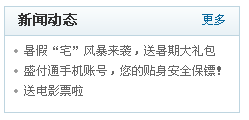 新闻动态 更多
暑假“宅”风暴来袭，送暑期大礼包
盛付通手机账号，您的贴身安全保镖！
送电影票啦